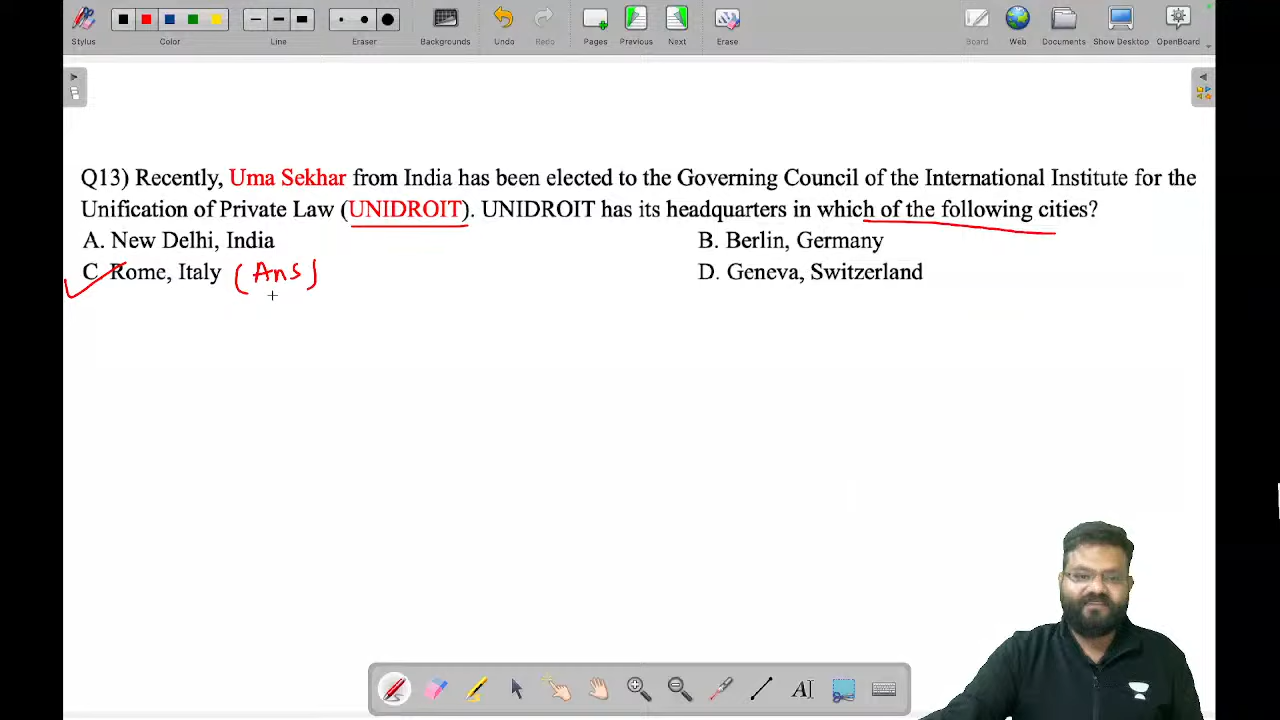 Stylus Color Line Eraser Backgrounds Undo Redo Pages Previous Next Erase Board Web Documents Show Desktop OpenBoard
Q13) Recently, Uma Sekhar from India has been elected to the Governing Council of the International Institute for the
Unification of Private Law (UNIDROIT). UNIDROIT has its headquarters in which of the following cities?
A. New Delhi, India B. Berlin, Germany
C. Rome, Italy (Ans) D. Geneva, Switzerland